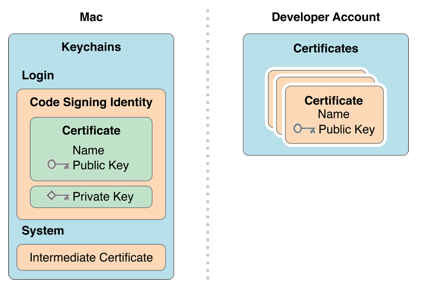 Mac
Keychains
Login
Code Signing Identity
Certificate
Name
Public Key
Private Key
System
Intermediate Certificate
Developer Account
Certificates
Certificate
Name
Public Key